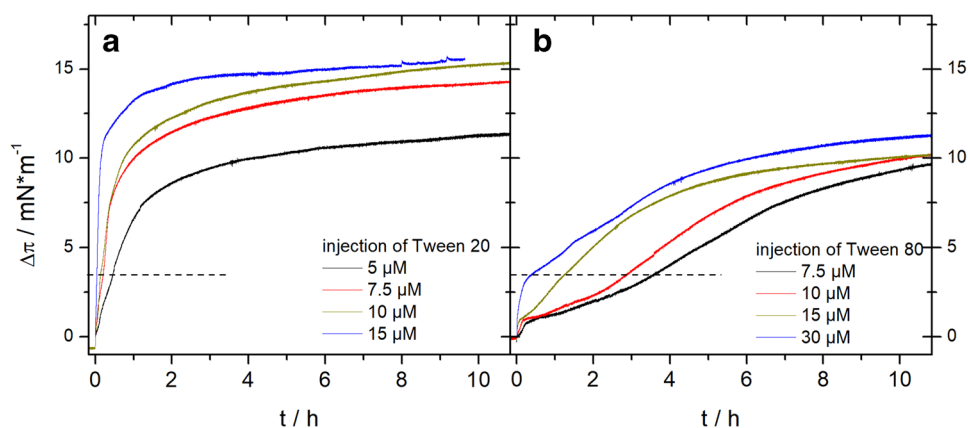 a
b
Δπ / mN*m⁻¹
15
10
5
0
injection of Tween 20
5 µM
7.5 µM
10 µM
15 µM
0
2
4
6
8
10
t / h
15
10
5
0
injection of Tween 80
7.5 µM
10 µM
15 µM
30 µM
0
2
4
6
8
10
t / h